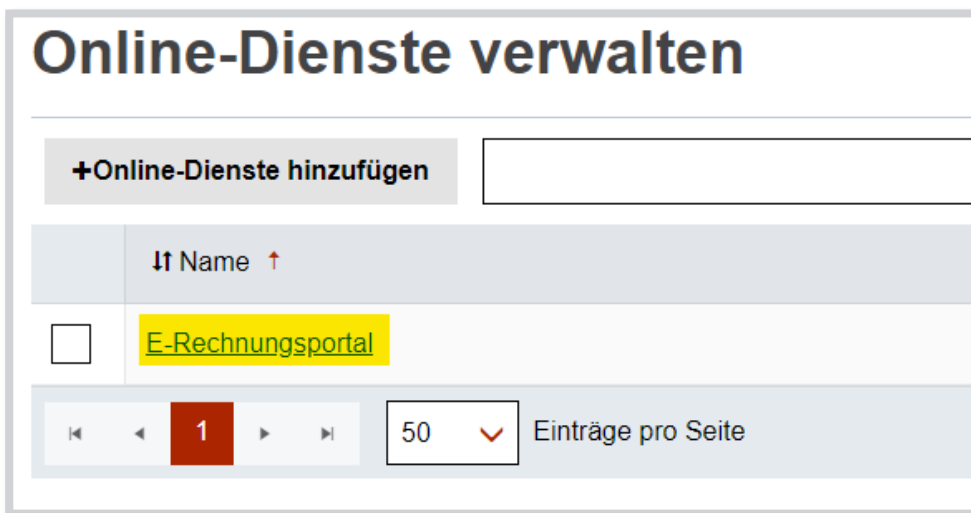 Online-Dienste verwalten
+Online-Dienste hinzufügen
Name
E-Rechnungsportal
1 50 Einträge pro Seite